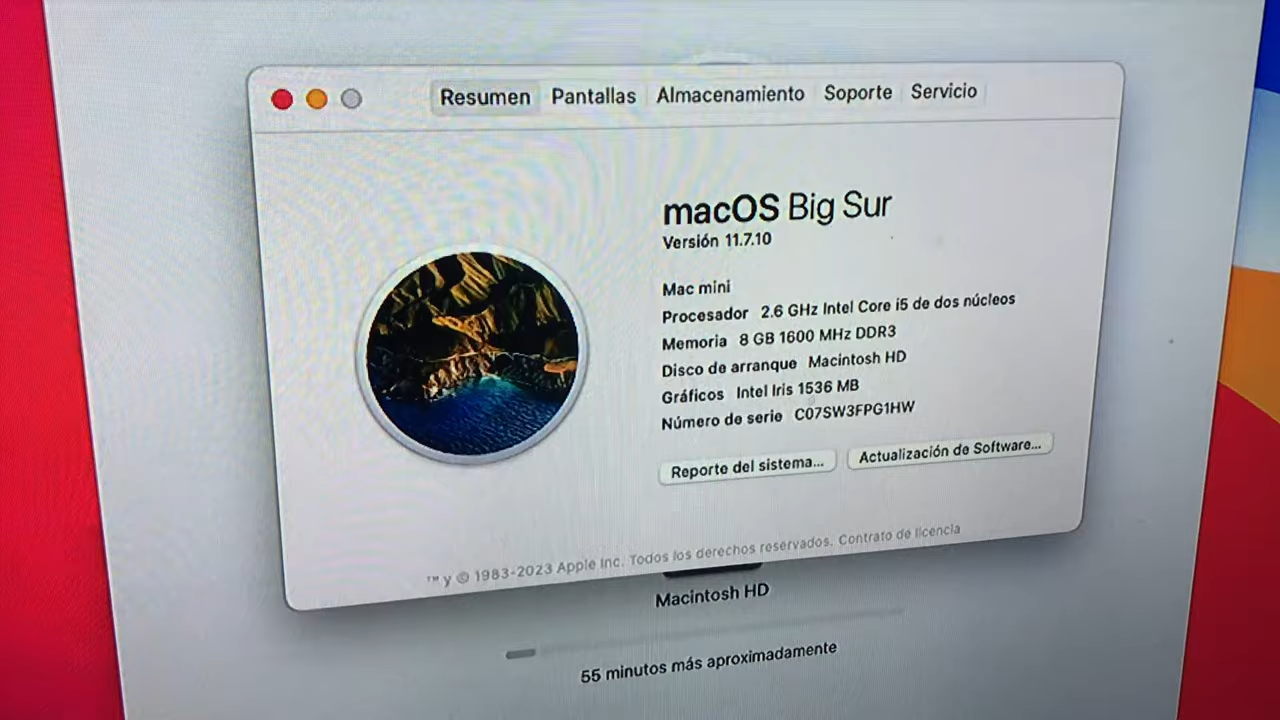 Resumen Pantallas Almacenamiento Soporte Servicio
macOS Big Sur
Versión 11.7.10
Mac mini
Procesador 2.6 GHz Intel Core i5 de dos núcleos
Memoria 8 GB 1600 MHz DDR3
Disco de arranque Macintosh HD
Gráficos Intel Iris 1536 MB
Número de serie C07SW3FPG1HW
Reporte del sistema... Actualización de Software...
™ y © 1983-2023 Apple Inc. Todos los derechos reservados. Contrato de licencia
Macintosh HD
55 minutos más aproximadamente